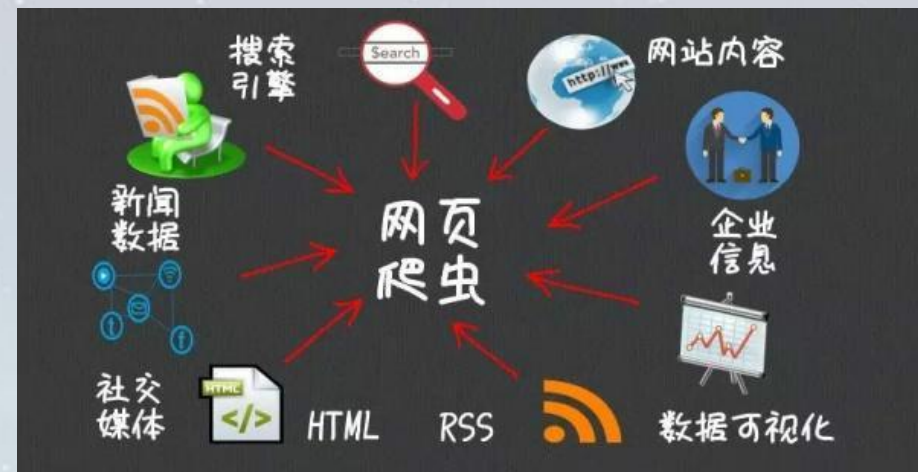 搜索
引擎
Search
http://www
网站内容
新闻
数据
网页
爬虫
企业
信息
社交
媒体
HTML
</>
HTML
RSS
数据可视化